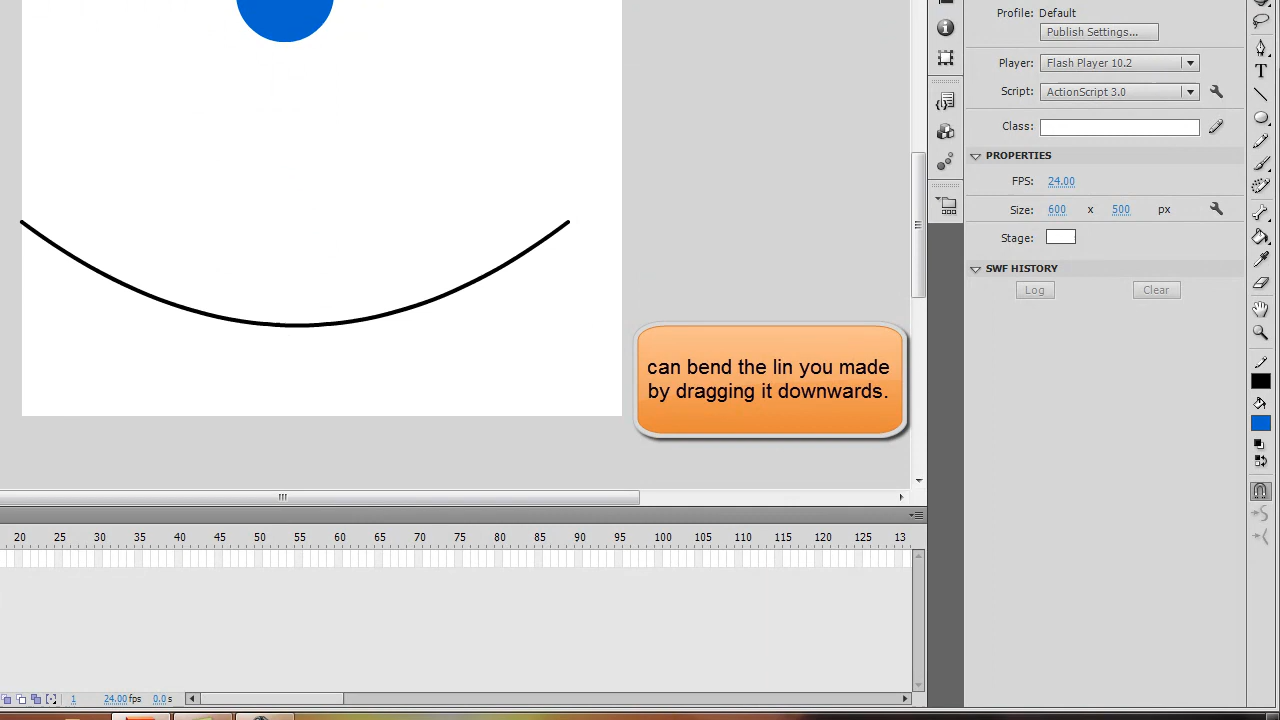 Profile: Default
Publish Settings...
Player: Flash Player 10.2
Script: ActionScript 3.0
Class:
PROPERTIES
FPS: 24.00
Size: 600 x 500 px
Stage:
SWF HISTORY
Log Clear
can bend the lin you made
by dragging it downwards.
20 25 30 35 40 45 50 55 60 65 70 75 80 85 90 95 100 105 110 115 120 125 13
1 24.00 fps 0.0 s